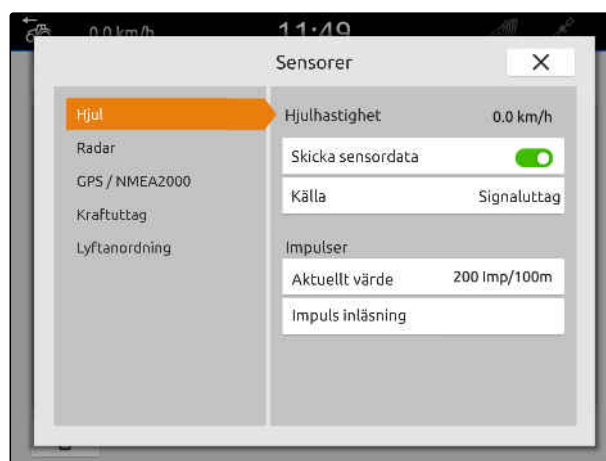 0.0 km/h
11:49
Sensorer
Hjul
Radar
GPS / NMEA2000
Kraftuttag
Lyftanordning
Hjulhastighet 0.0 km/h
Skicka sensordata
Källa Signaluttag
Impulser
Aktuellt värde 200 Imp/100m
Impuls inläsning